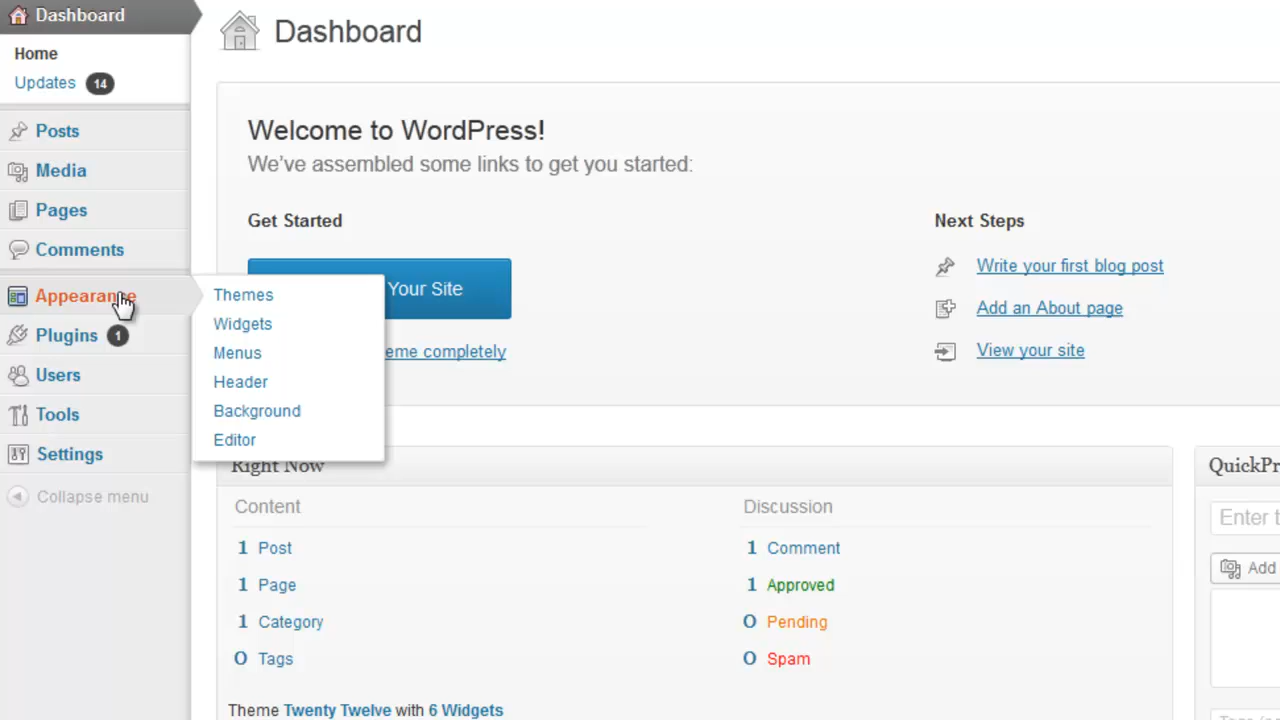 Dashboard
Home
Updates 14
Posts
Media
Pages
Comments
Appearance
Plugins 1
Users
Tools
Settings
Collapse menu
Themes
Widgets
Menus
Header
Background
Editor
Dashboard
Welcome to WordPress!
We've assembled some links to get you started:
Get Started
Your Site
eme completely
Next Steps
Write your first blog post
Add an About page
View your site
Right Now
Content
1 Post
1 Page
1 Category
0 Tags
Discussion
1 Comment
1 Approved
0 Pending
0 Spam
Theme Twenty Twelve with 6 Widgets
QuickPr
Enter t
Add